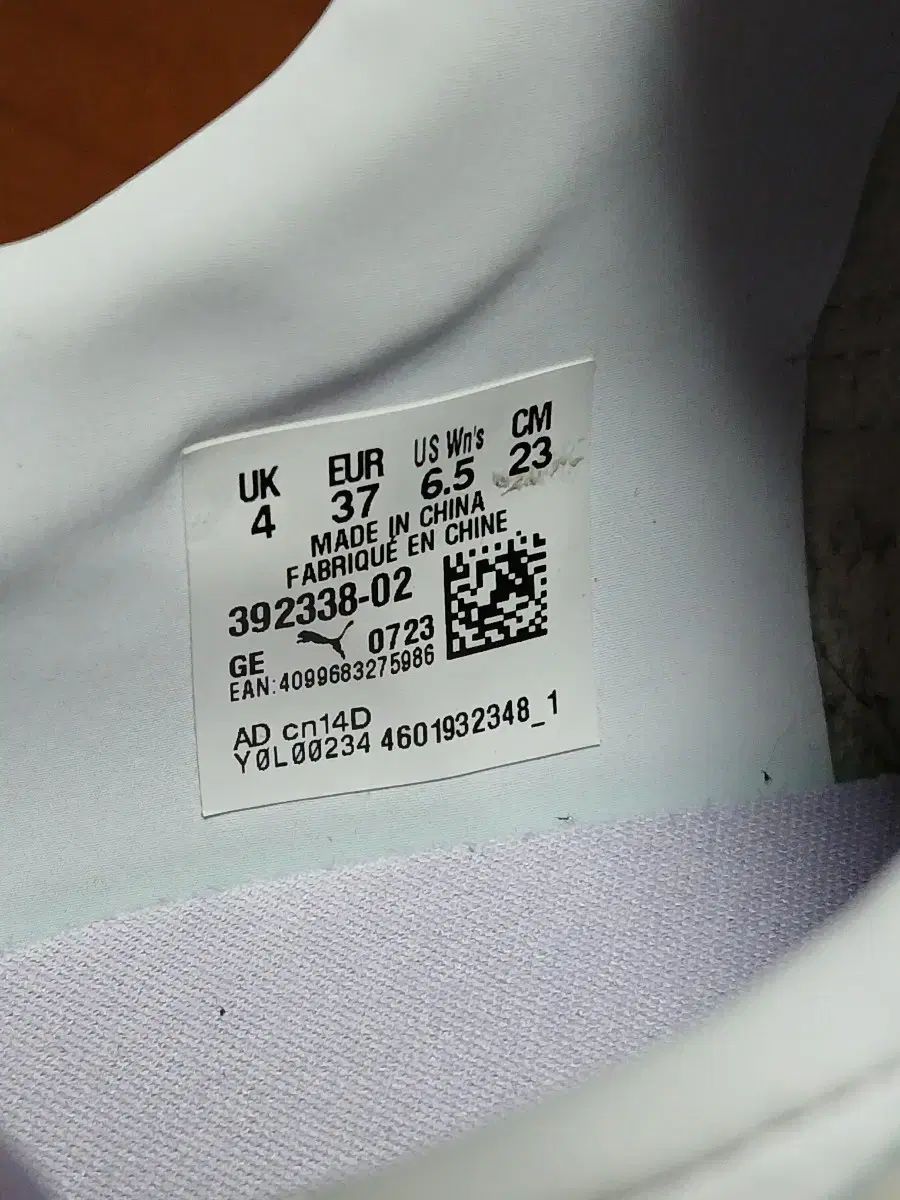 UK EUR US Wn's CM
4 37 6.5 23
MADE IN CHINA
FABRIQUÉ EN CHINE
392338-02
GE 0723
EAN:4099683275986
AD cn14D
Y0L00234 4601932348_1